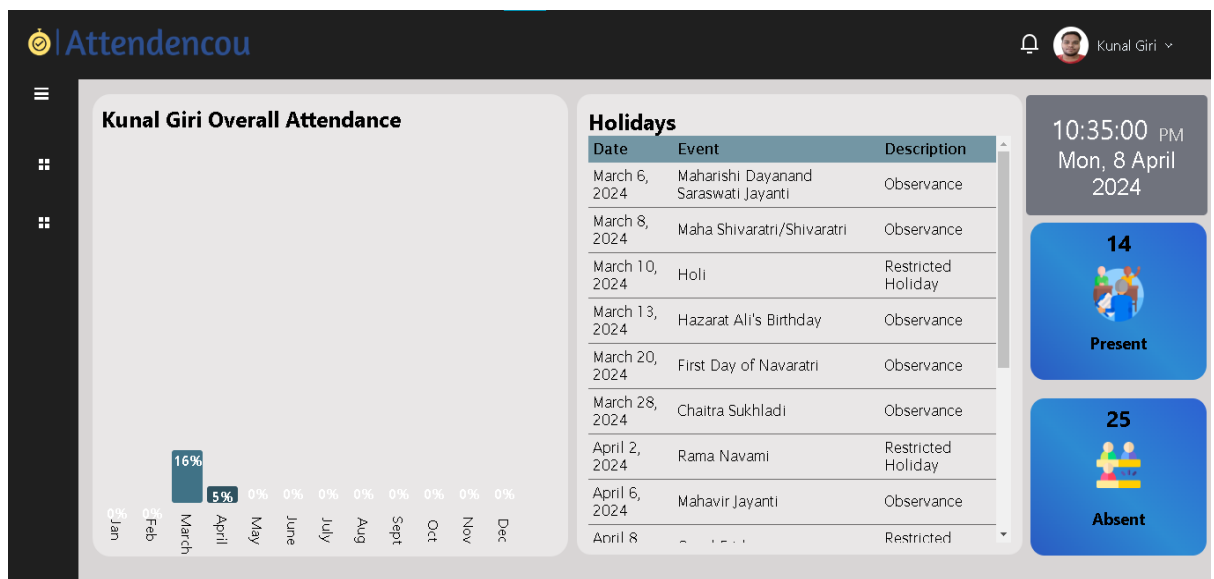 Attendencou
Kunal Giri
Kunal Giri Overall Attendance
16%
5%
0%
0%
0%
0%
0%
0%
0%
0%
0%
0%
Jan
Feb
March
April
May
June
July
Aug
Sept
Oct
Nov
Dec
Holidays
Date Event Description
March 6, Maharishi Dayanand Observance
2024 Saraswati Jayanti
March 8, Maha Shivaratri/Shivaratri Observance
2024
March 10, Holi Restricted
2024 Holiday
March 13, Hazarat Ali's Birthday Observance
2024
March 20, First Day of Navaratri Observance
2024
March 28, Chaitra Sukhladi Observance
2024
April 2, Rama Navami Restricted
2024 Holiday
April 6, Mahavir Jayanti Observance
2024
April 8 Restricted
10:35:00 PM
Mon, 8 April
2024
14
Present
25
Absent